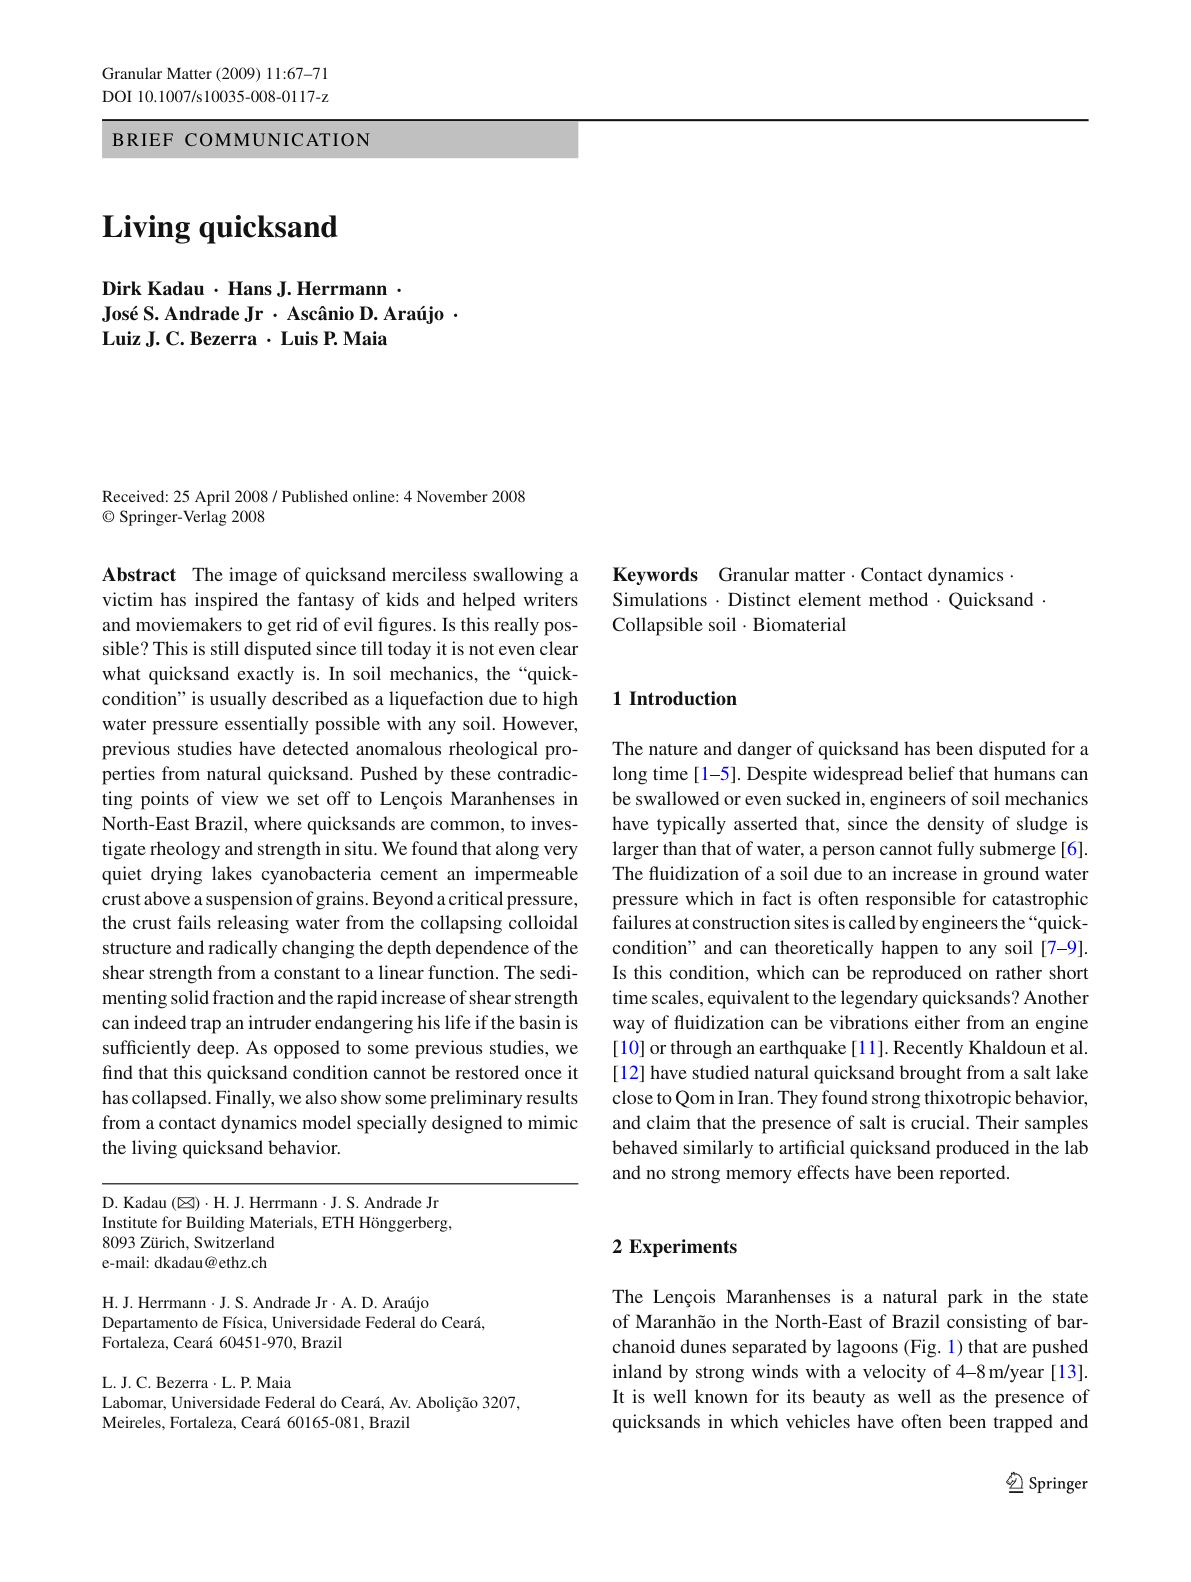 Granular Matter (2009) 11:67–71
DOI 10.1007/s10035-008-0117-z
BRIEF COMMUNICATION
Living quicksand
Dirk Kadau · Hans J. Herrmann ·
José S. Andrade Jr · Ascânio D. Araújo ·
Luiz J. C. Bezerra · Luis P. Maia
Received: 25 April 2008 / Published online: 4 November 2008
© Springer-Verlag 2008
Abstract The image of quicksand merciless swallowing a
victim has inspired the fantasy of kids and helped writers
and moviemakers to get rid of evil figures. Is this really pos-
sible? This is still disputed since till today it is not even clear
what quicksand exactly is. In soil mechanics, the “quick-
condition” is usually described as a liquefaction due to high
water pressure essentially possible with any soil. However,
previous studies have detected anomalous rheological pro-
perties from natural quicksand. Pushed by these contradic-
ting points of view we set off to Lençois Maranhenses in
North-East Brazil, where quicksands are common, to inves-
tigate rheology and strength in situ. We found that along very
quiet drying lakes cyanobacteria cement an impermeable
crust above a suspension of grains. Beyond a critical pressure,
the crust fails releasing water from the collapsing colloidal
structure and radically changing the depth dependence of the
shear strength from a constant to a linear function. The sedi-
menting solid fraction and the rapid increase of shear strength
can indeed trap an intruder endangering his life if the basin is
sufficiently deep. As opposed to some previous studies, we
find that this quicksand condition cannot be restored once it
has collapsed. Finally, we also show some preliminary results
from a contact dynamics model specially designed to mimic
the living quicksand behavior.
D. Kadau (✉) · H. J. Herrmann · J. S. Andrade Jr
Institute for Building Materials, ETH Hönggerberg,
8093 Zürich, Switzerland
e-mail: dkadau@ethz.ch
H. J. Herrmann · J. S. Andrade Jr · A. D. Araújo
Departamento de Física, Universidade Federal do Ceará,
Fortaleza, Ceará 60451-970, Brazil
L. J. C. Bezerra · L. P. Maia
Labomar, Universidade Federal do Ceará, Av. Abolição 3207,
Meireles, Fortaleza, Ceará 60165-081, Brazil
Keywords Granular matter · Contact dynamics ·
Simulations · Distinct element method · Quicksand ·
Collapsible soil · Biomaterial
1 Introduction
The nature and danger of quicksand has been disputed for a
long time [1–5]. Despite widespread belief that humans can
be swallowed or even sucked in, engineers of soil mechanics
have typically asserted that, since the density of sludge is
larger than that of water, a person cannot fully submerge [6].
The fluidization of a soil due to an increase in ground water
pressure which in fact is often responsible for catastrophic
failures at construction sites is called by engineers the “quick-
condition” and can theoretically happen to any soil [7–9].
Is this condition, which can be reproduced on rather short
time scales, equivalent to the legendary quicksands? Another
way of fluidization can be vibrations either from an engine
[10] or through an earthquake [11]. Recently Khaldoun et al.
[12] have studied natural quicksand brought from a salt lake
close to Qom in Iran. They found strong thixotropic behavior,
and claim that the presence of salt is crucial. Their samples
behaved similarly to artificial quicksand produced in the lab
and no strong memory effects have been reported.
2 Experiments
The Lençois Maranhenses is a natural park in the state
of Maranhão in the North-East of Brazil consisting of bar-
chanoid dunes separated by lagoons (Fig. 1) that are pushed
inland by strong winds with a velocity of 4–8 m/year [13].
It is well known for its beauty as well as the presence of
quicksands in which vehicles have often been trapped and
Springer